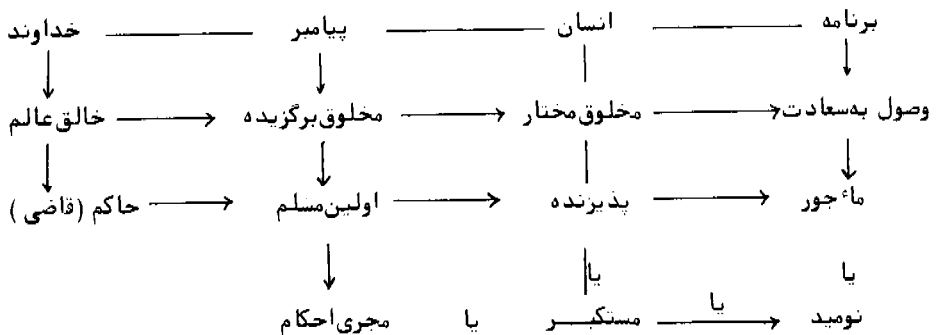 برنامه انسان پیامبر خداوند
وصول به سعادت مخلوق مختار مخلوق برگزیده خالق عالم
مأجور پذیرنده اولین مسلم حاکم (قاضی)
یا یا
نومید یا مستکبر یا مجری احکام